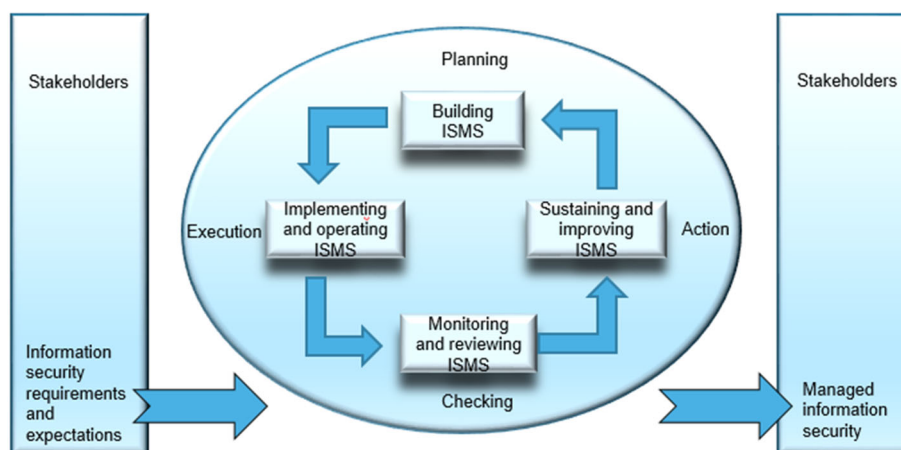 Stakeholders
Information
security
requirements
and
expectations
Planning
Building
ISMS
Execution
Implementing
and operating
ISMS
Sustaining and
improving
ISMS
Action
Monitoring
and reviewing
ISMS
Checking
Stakeholders
Managed
information
security